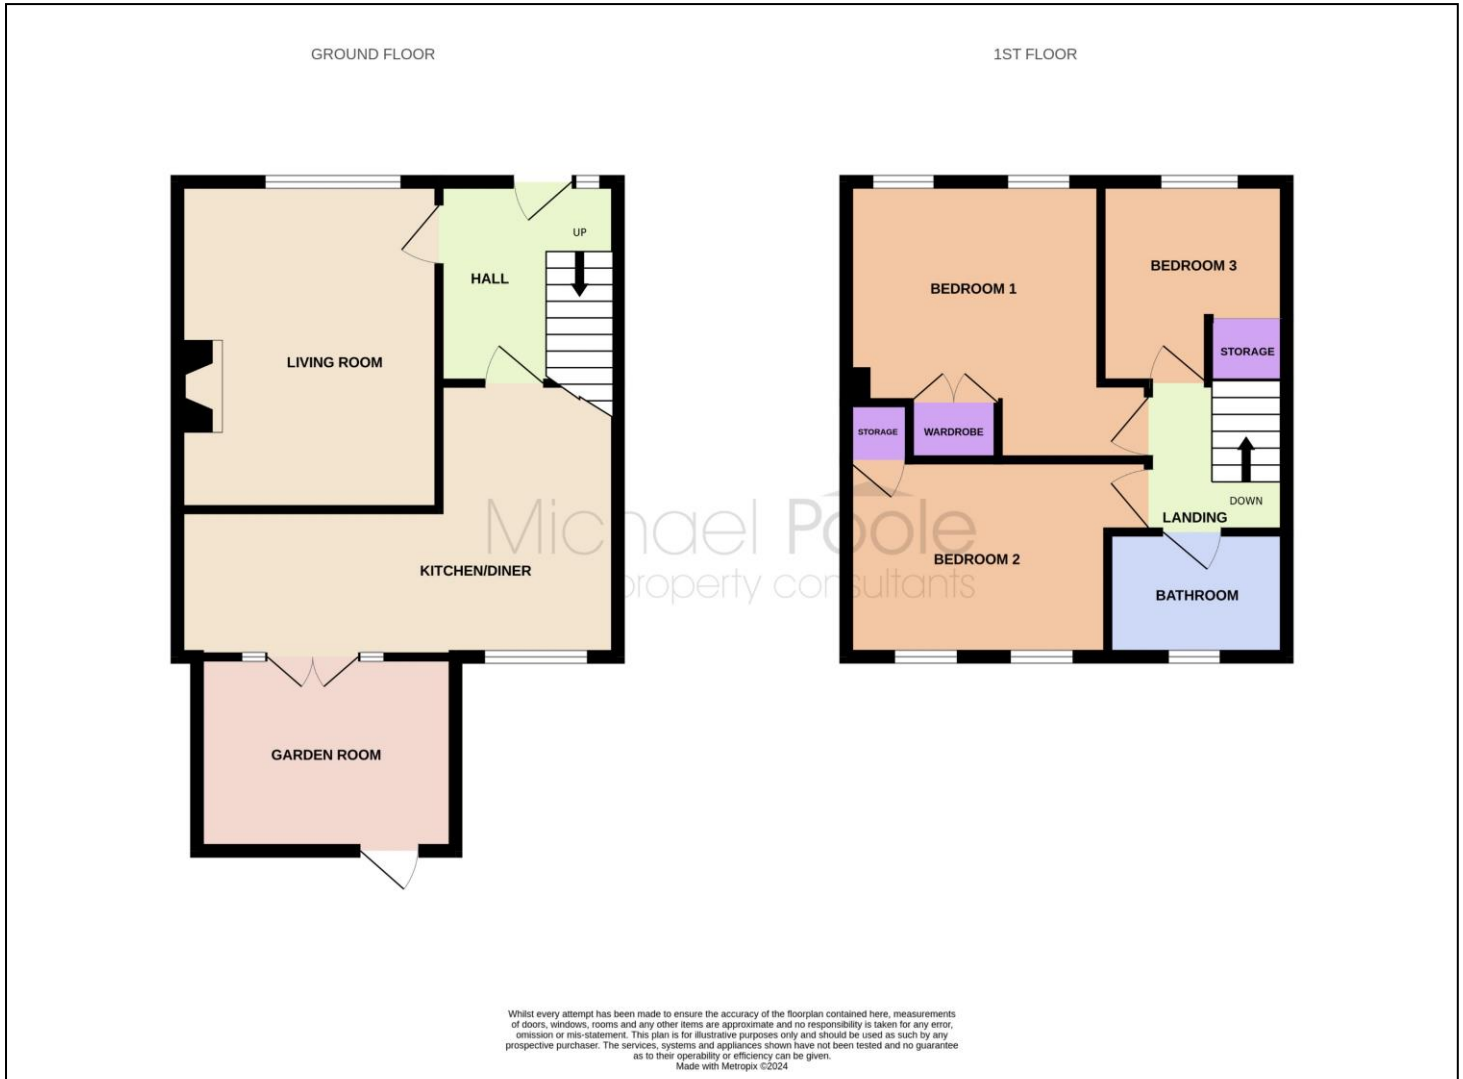 GROUND FLOOR
1ST FLOOR
UP
HALL
LIVING ROOM
KITCHEN/DINER
GARDEN ROOM
BEDROOM 1
BEDROOM 3
STORAGE
STORAGE
WARDROBE
DOWN
LANDING
BEDROOM 2
BATHROOM
Michael Poole
property consultants
Whilst every attempt has been made to ensure the accuracy of the floorplan contained here, measurements
of doors, windows, rooms and any other items are approximate and no responsibility is taken for any error,
omission or mis-statement. This plan is for illustrative purposes only and should be used as such by any
prospective purchaser. The services, systems and appliances shown have not been tested and no guarantee
as to their operability or efficiency can be given.
Made with Metropix ©2024